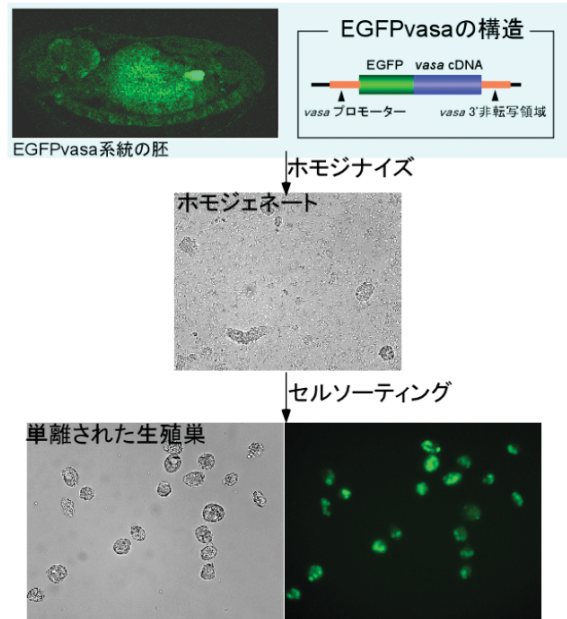 EGFPvasaの構造
EGFP vasa cDNA
vasa プロモーター
vasa 3'非転写領域
EGFPvasa系統の胚
ホモジナイズ
ホモジェネート
セルソーティング
単離された生殖巣